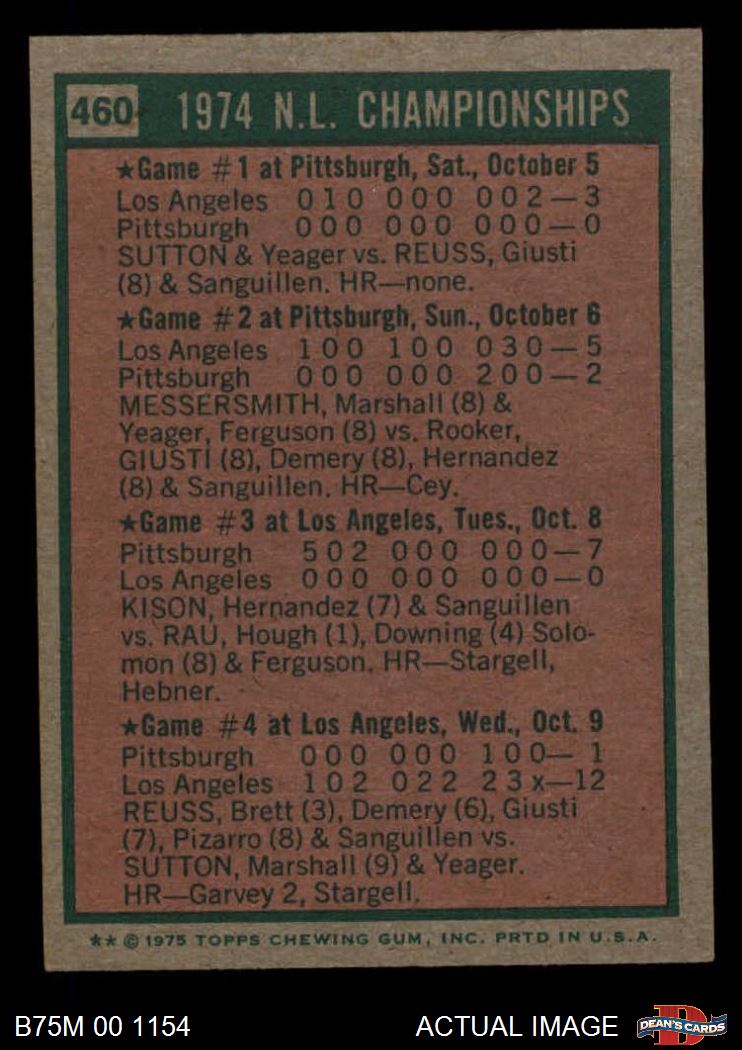 460 1974 N.L. CHAMPIONSHIPS
★Game #1 at Pittsburgh, Sat., October 5
Los Angeles 010 000 002—3
Pittsburgh 000 000 000—0
SUTTON & Yeager vs. REUSS, Giusti
(8) & Sanguillen. HR—none.
★Game #2 at Pittsburgh, Sun., October 6
Los Angeles 100 100 030—5
Pittsburgh 000 000 200—2
MESSERSMITH, Marshall (8) &
Yeager, Ferguson (8) vs. Rooker,
GIUSTI (8), Demery (8), Hernandez
(8) & Sanguillen. HR—Cey.
★Game #3 at Los Angeles, Tues., Oct. 8
Pittsburgh 502 000 000—7
Los Angeles 000 000 000—0
KISON, Hernandez (7) & Sanguillen
vs. RAU, Hough (1), Downing (4) Solo-
mon (8) & Ferguson. HR—Stargell,
Hebner.
★Game #4 at Los Angeles, Wed., Oct. 9
Pittsburgh 000 000 100— 1
Los Angeles 102 022 23x—12
REUSS, Brett (3), Demery (6), Giusti
(7), Pizarro (8) & Sanguillen vs.
SUTTON, Marshall (9) & Yeager.
HR—Garvey 2, Stargell.
★★ © 1975 TOPPS CHEWING GUM, INC. PRTD IN U.S.A.
B75M 00 1154 ACTUAL IMAGE DEAN'S CARDS